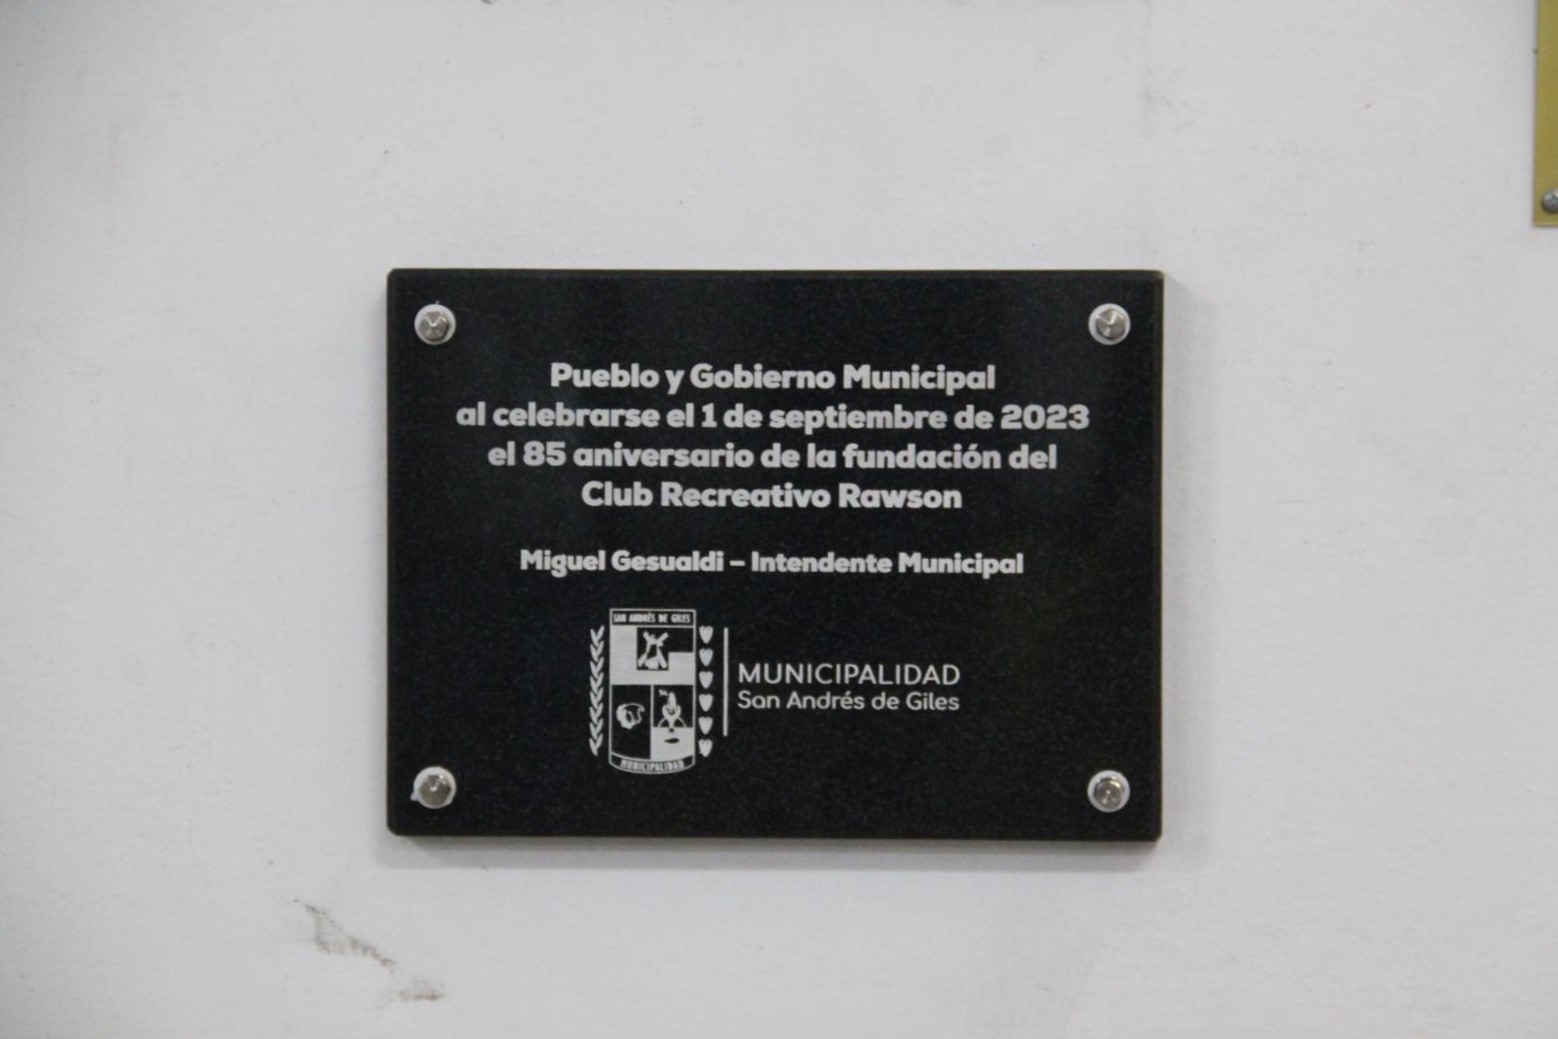 Pueblo y Gobierno Municipal
al celebrarse el 1 de septiembre de 2023
el 85 aniversario de la fundación del
Club Recreativo Rawson
Miguel Gesualdi – Intendente Municipal
SAN ANDRÉS DE GILES
MUNICIPALIDAD
MUNICIPALIDAD
San Andrés de Giles